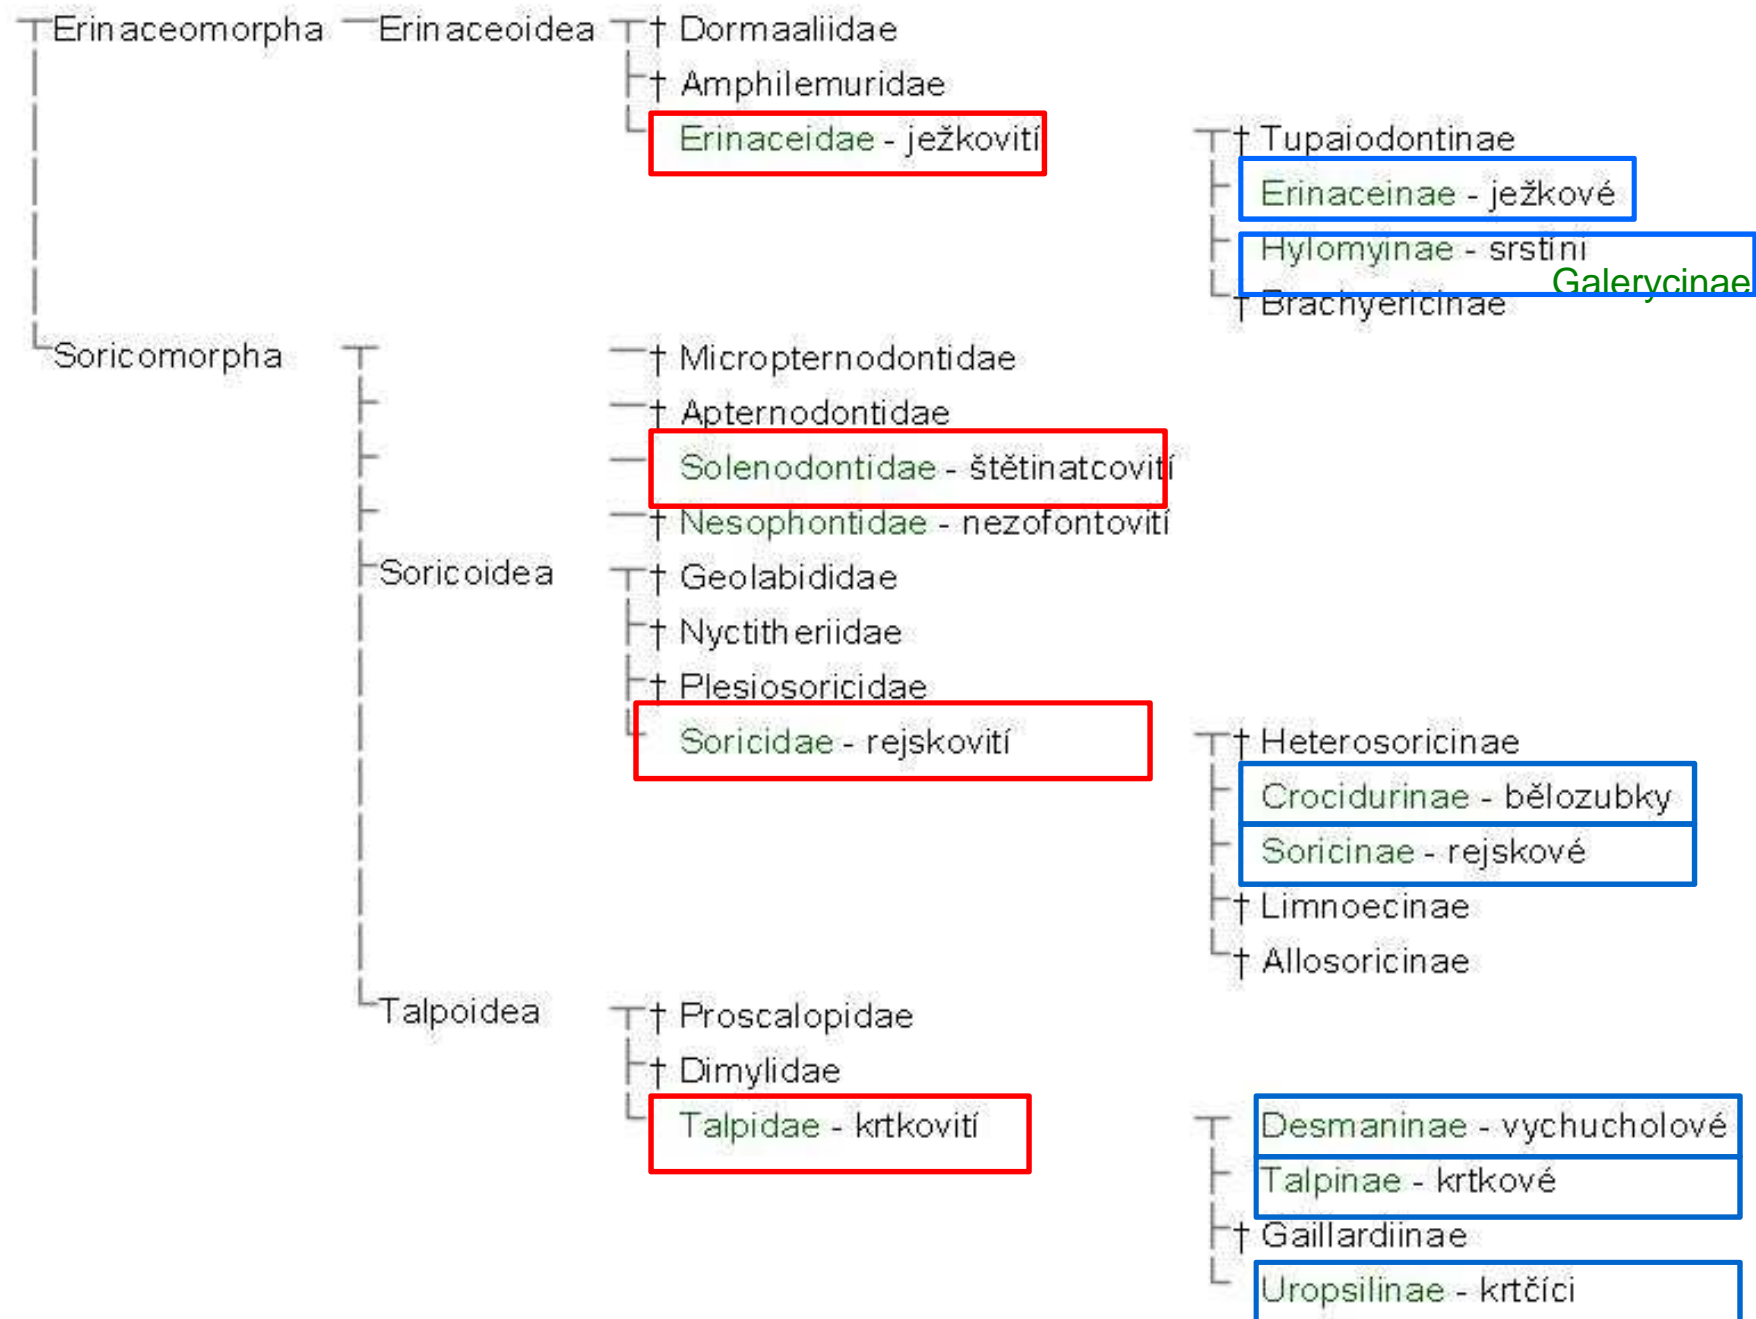 Erinaceomorpha Erinaceoidea † Dormaaliidae
† Amphilemuridae
Erinaceidae - ježkovití † Tupaiodontinae
Erinaceinae - ježkové
Hylomyinae - srstíni
Galerycinae
† Brachyericinae
Soricomorpha † Micropternodontidae
† Apternodontidae
Solenodontidae - štětinatcovití
† Nesophontidae - nezofontovití
Soricoidea † Geolabididae
† Nyctitheriidae
† Plesiosoricidae
Soricidae - rejskovití † Heterosoricinae
Crocidurinae - bělozubky
Soricinae - rejskové
† Limnoecinae
† Allosoricinae
Talpoidea † Proscalopidae
† Dimylidae
Talpidae - krtkovití Desmaninae - vychucholové
Talpinae - krtkové
† Gaillardiinae
Uropsilinae - krtčíci